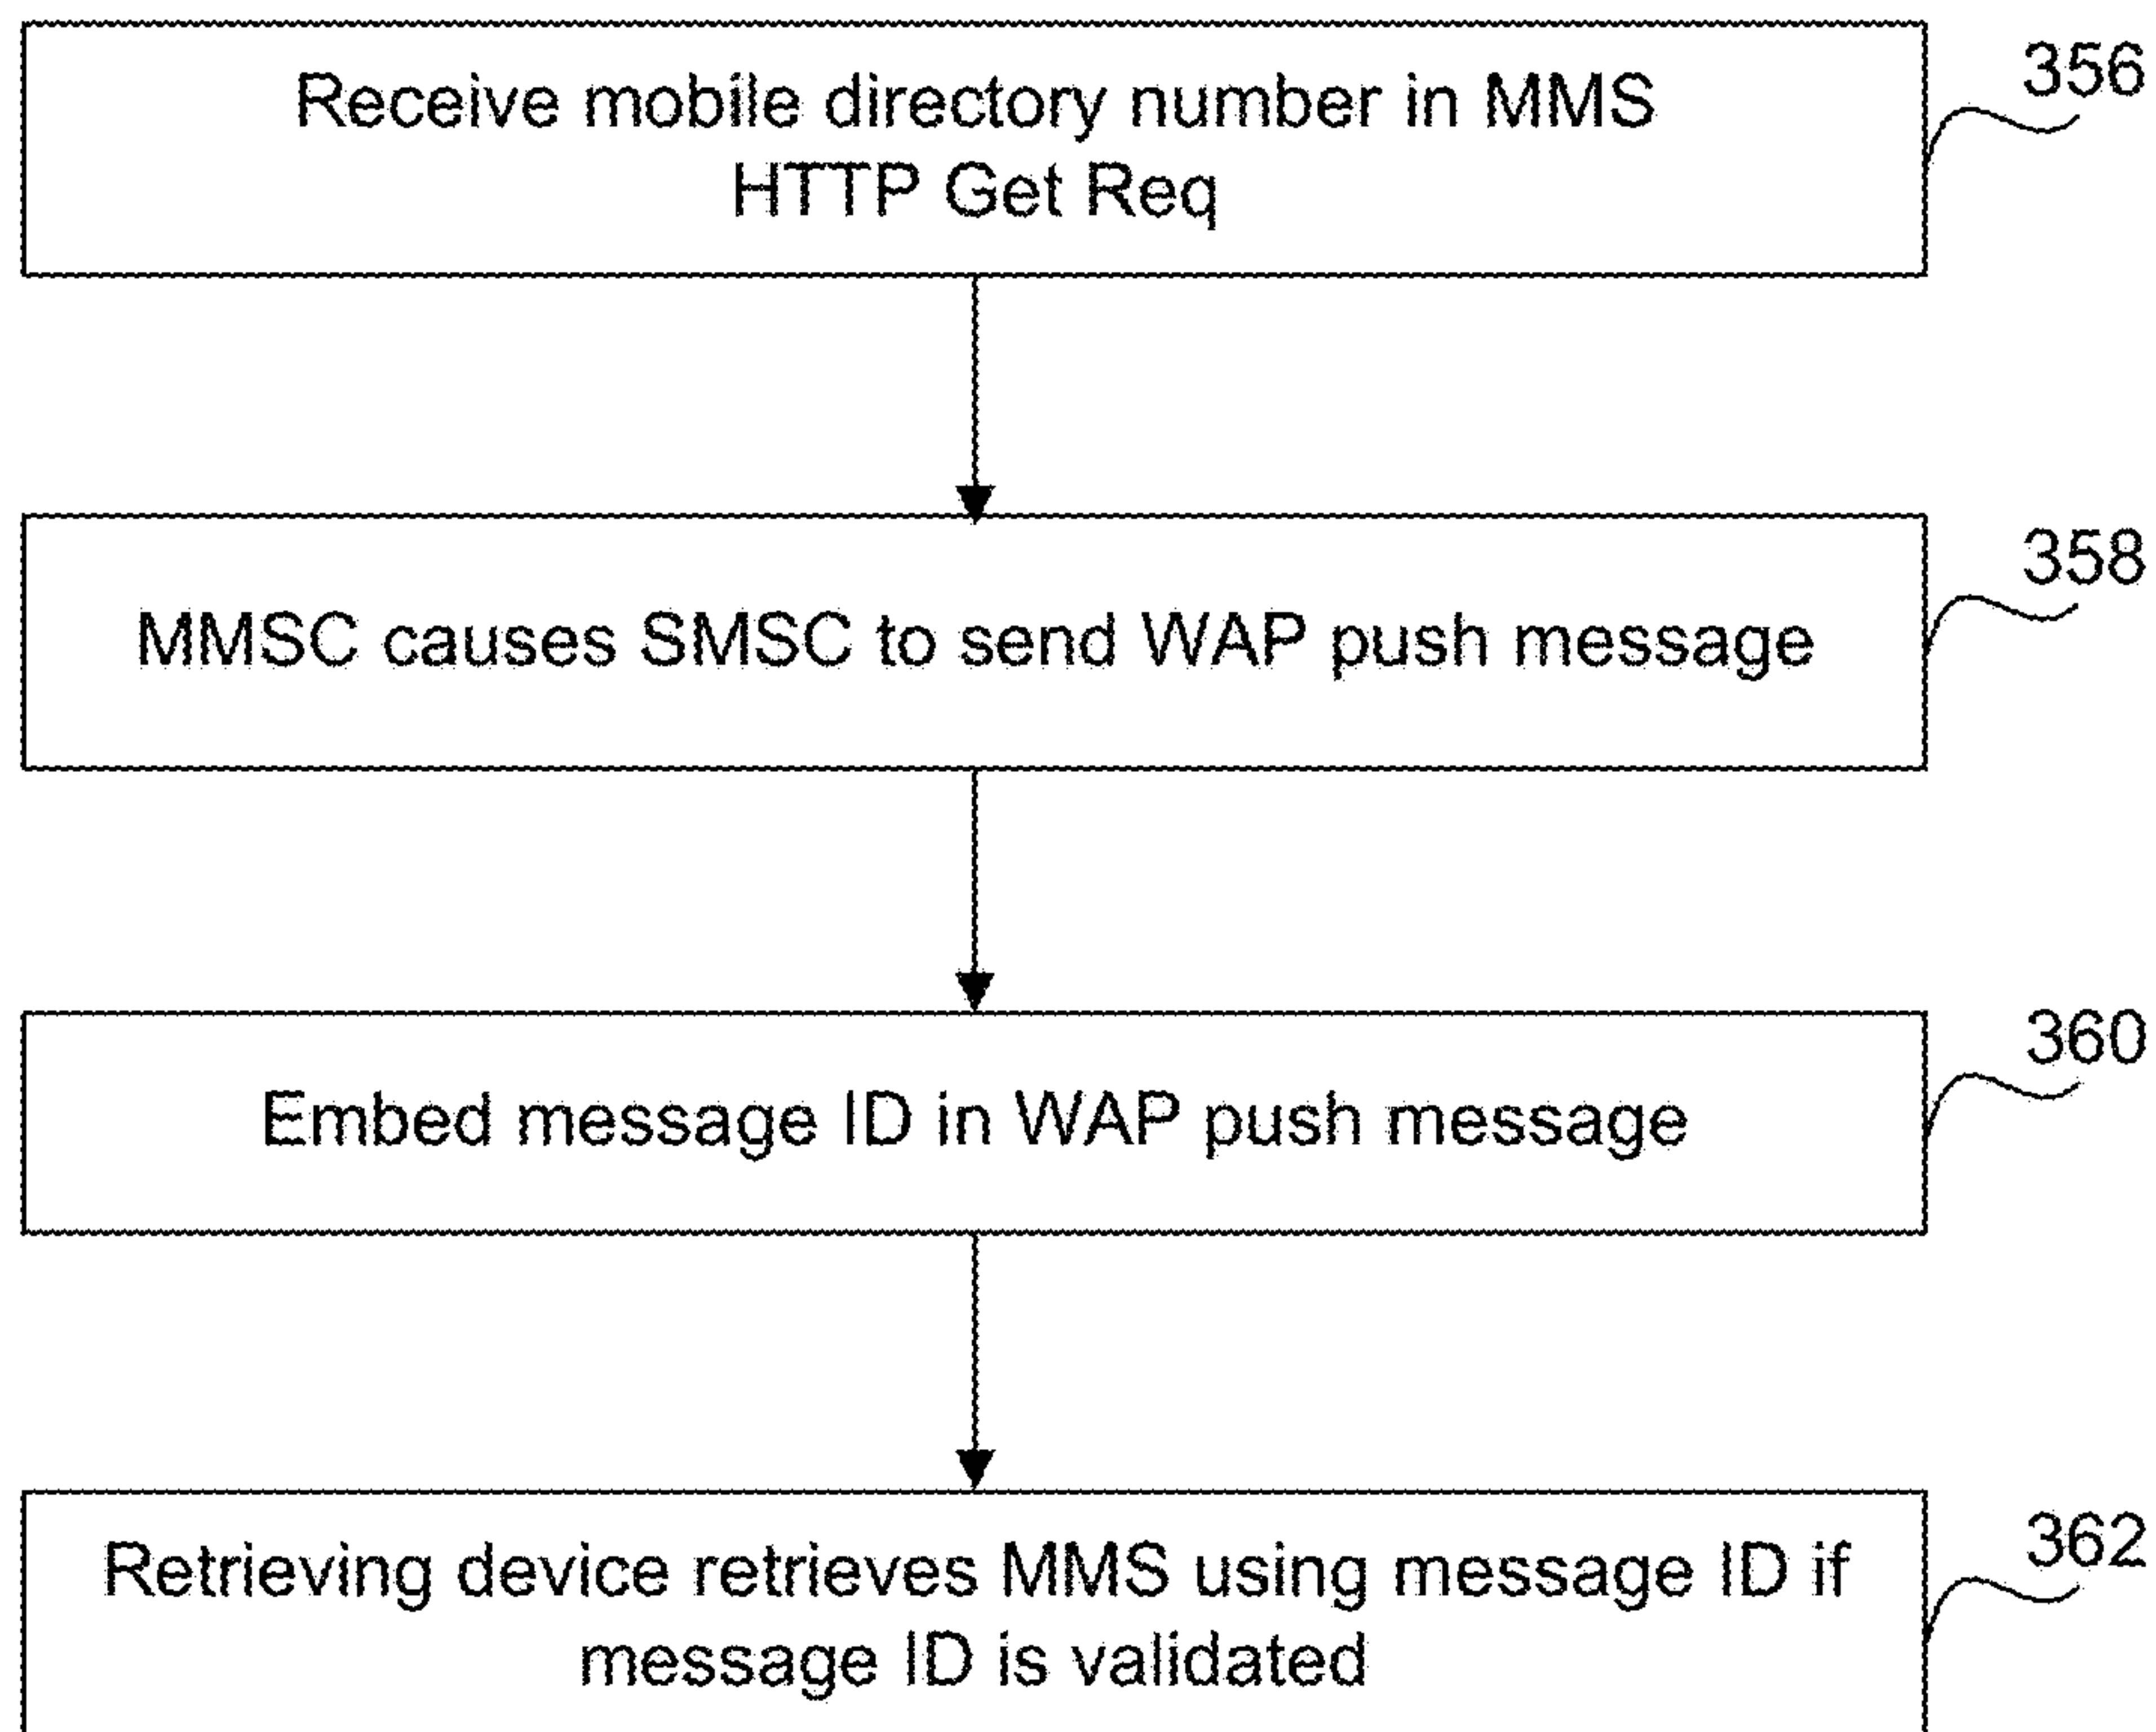 Receive mobile directory number in MMS
HTTP Get Req
356
MMSC causes SMSC to send WAP push message
358
Embed message ID in WAP push message
360
Retrieving device retrieves MMS using message ID if
message ID is validated
362